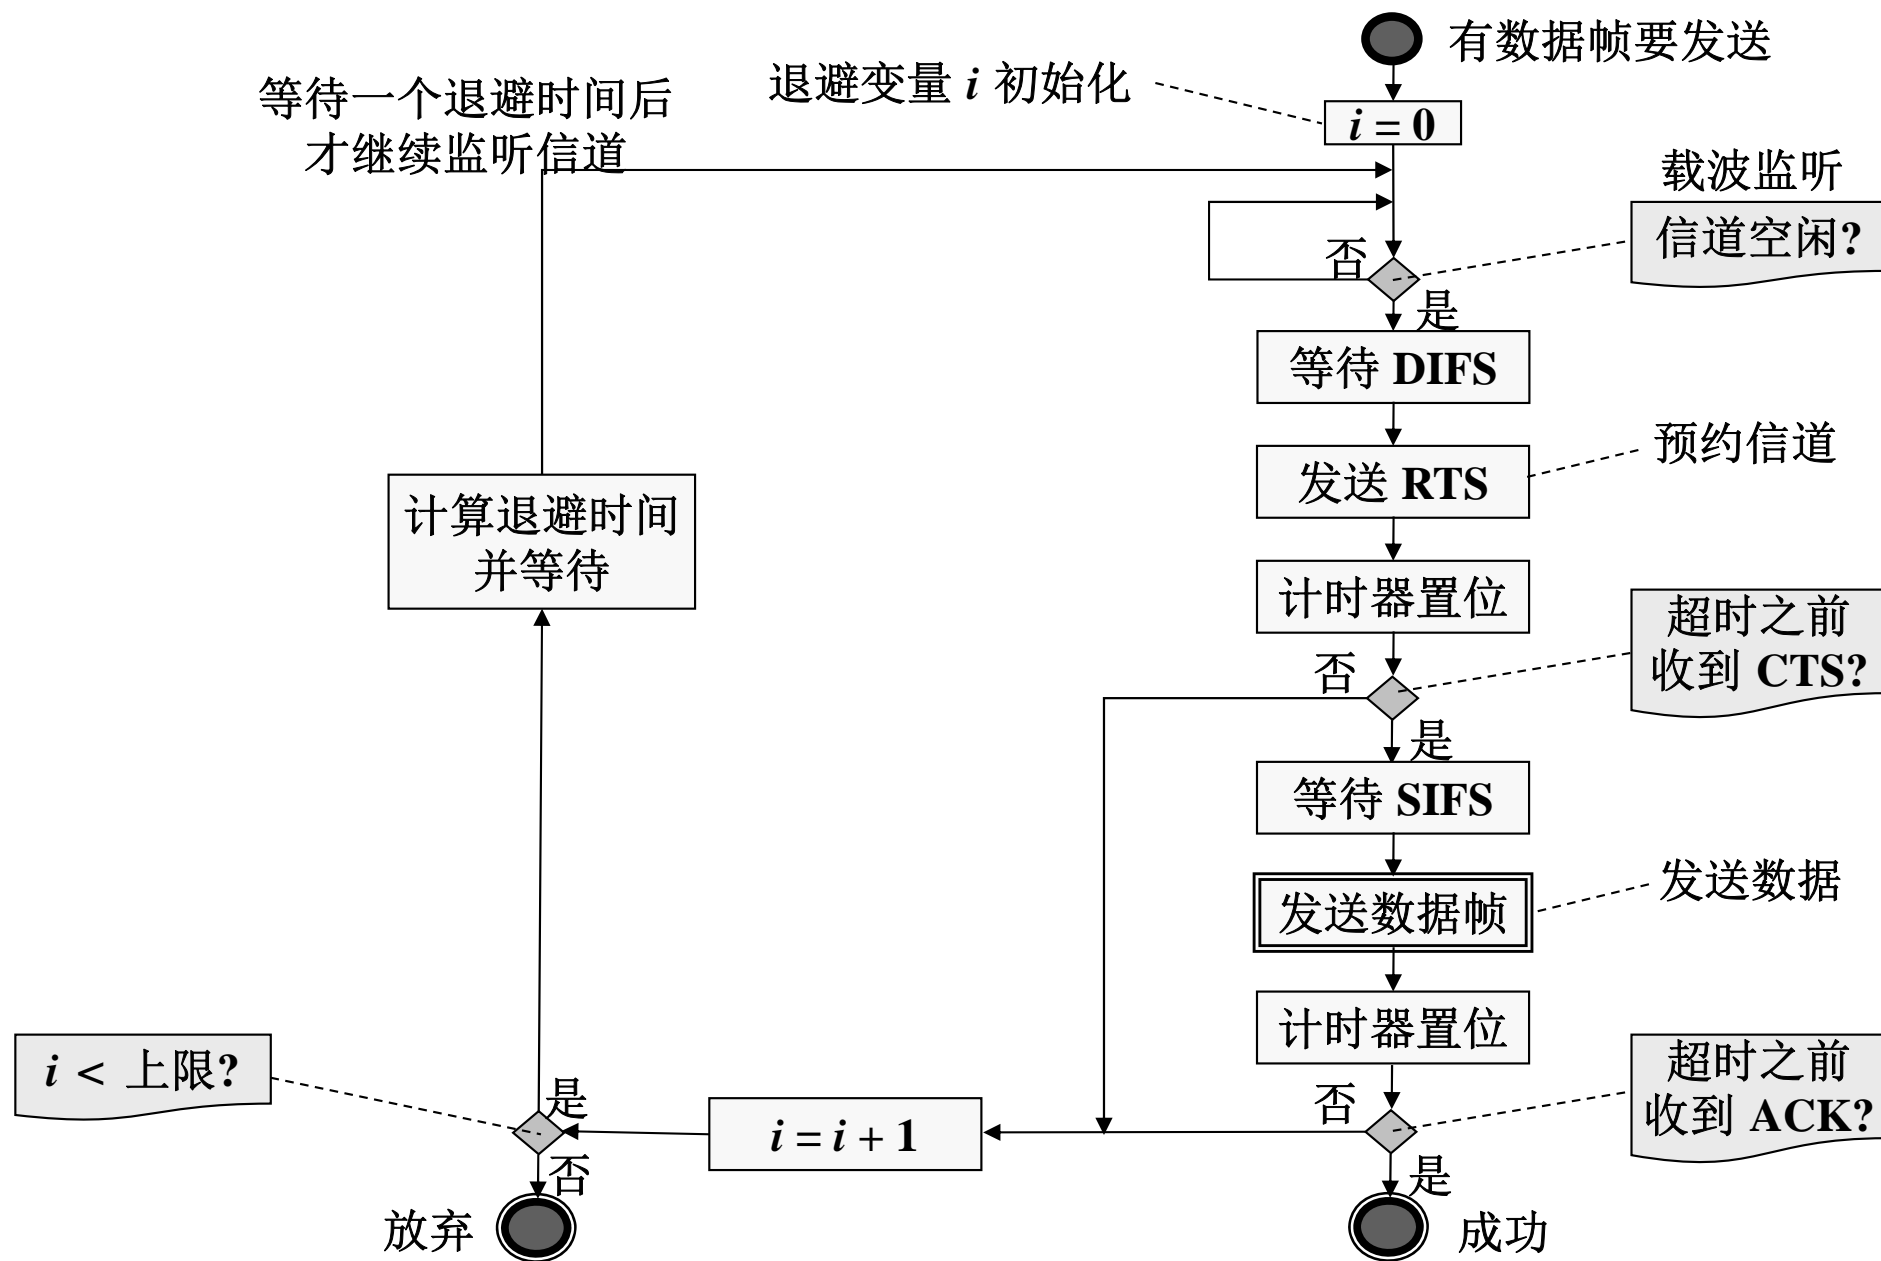 有数据帧要发送
退避变量 i 初始化
i = 0
等待一个退避时间后
才继续监听信道
载波监听
信道空闲?
否
是
等待 DIFS
发送 RTS
预约信道
计算退避时间
并等待
计时器置位
超时之前
收到 CTS?
否
是
等待 SIFS
发送数据帧
发送数据
计时器置位
超时之前
收到 ACK?
否
是
i = i + 1
i < 上限?
是
否
放弃
成功